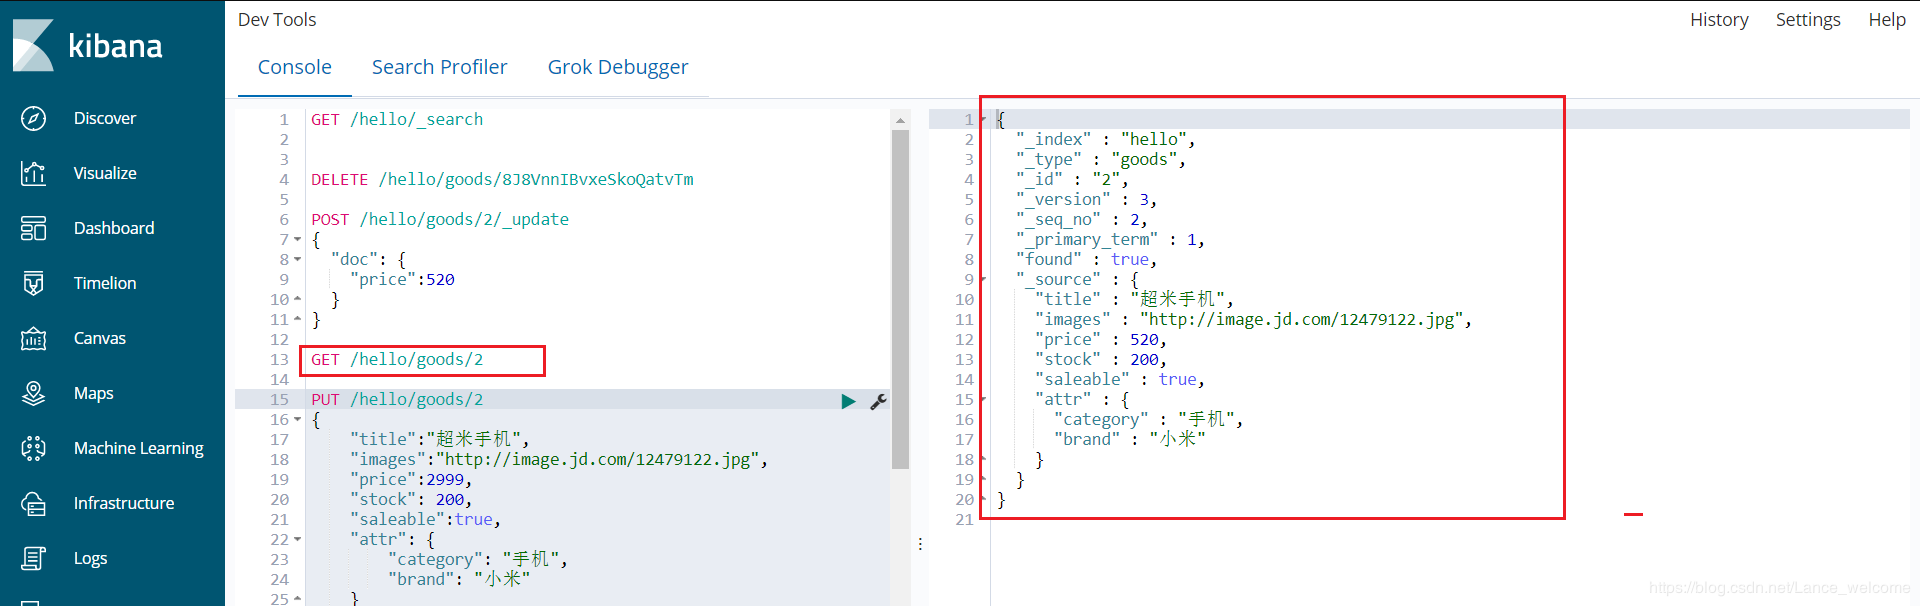 kibana
Discover
Visualize
Dashboard
Timelion
Canvas
Maps
Machine Learning
Infrastructure
Logs
Dev Tools
History Settings Help
Console Search Profiler Grok Debugger
1 GET /hello/_search
2
3
4 DELETE /hello/goods/8J8VnnIBvxeSkoQatvTm
5
6 POST /hello/goods/2/_update
7 {
8 "doc": {
9 "price":520
10 }
11 }
12
13 GET /hello/goods/2
14
15 PUT /hello/goods/2
16 {
17 "title":"超米手机",
18 "images":"http://image.jd.com/12479122.jpg",
19 "price":2999,
20 "stock": 200,
21 "saleable":true,
22 "attr": {
23 "category": "手机",
24 "brand": "小米"
25 }
1 {
2 "_index" : "hello",
3 "_type" : "goods",
4 "_id" : "2",
5 "_version" : 3,
6 "_seq_no" : 2,
7 "_primary_term" : 1,
8 "found" : true,
9 "_source" : {
10 "title" : "超米手机",
11 "images" : "http://image.jd.com/12479122.jpg",
12 "price" : 520,
13 "stock" : 200,
14 "saleable" : true,
15 "attr" : {
16 "category" : "手机",
17 "brand" : "小米"
18 }
19 }
20 }
21
https://blog.csdn.net/Lance_welcome